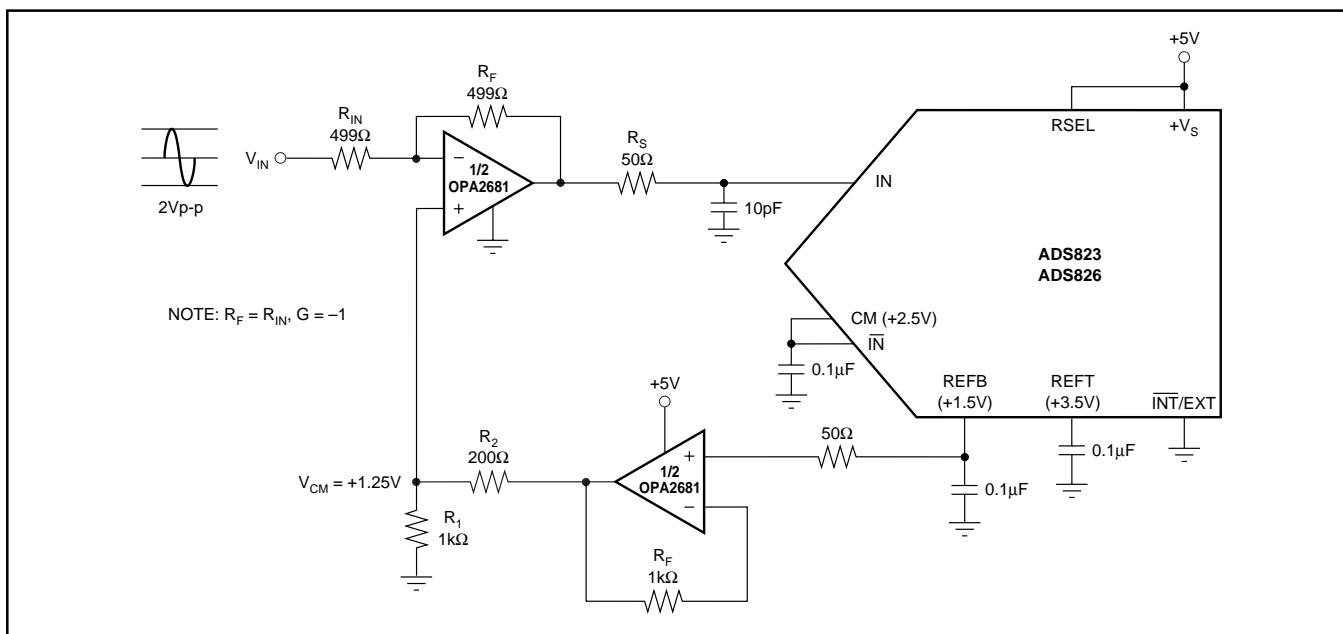 +5V
R_F
499Ω
R_IN
499Ω
V_IN
2Vp-p
–
+
1/2
OPA2681
R_S
50Ω
10pF
RSEL
+V_S
IN
ADS823
ADS826
NOTE: R_F = R_IN, G = –1
CM (+2.5V)
I̅N̅
0.1µF
REFB
(+1.5V)
REFT
(+3.5V)
I̅N̅T̅/EXT
+5V
R_2
200Ω
+
–
1/2
OPA2681
50Ω
0.1µF
0.1µF
V_CM = +1.25V
R_1
1kΩ
R_F
1kΩ